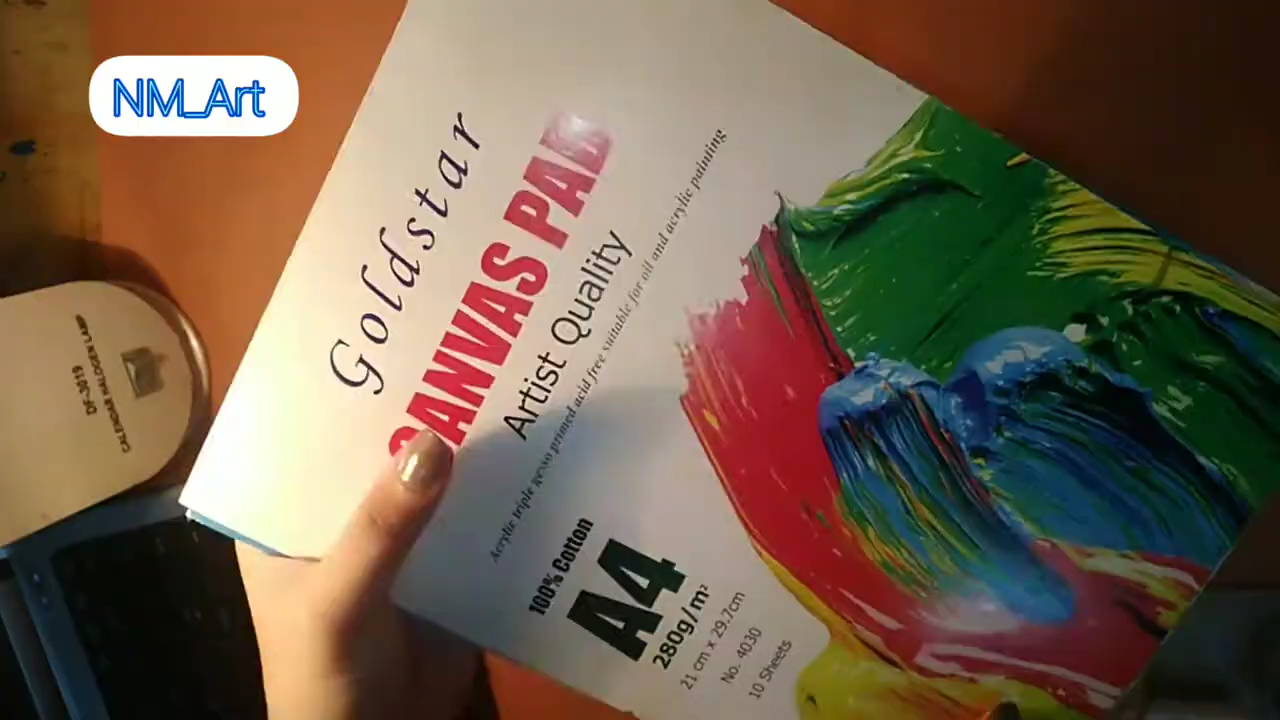 NM_Art
Goldstar
CANVAS PAD
Artist Quality
Acrylic triple gesso primed acid free suitable for oil and acrylic painting
100% Cotton
A4
280g/m²
21 cm x 29.7cm
No. 4030
10 Sheets
DF-3019
CALENDAR HALOGEN LAMP